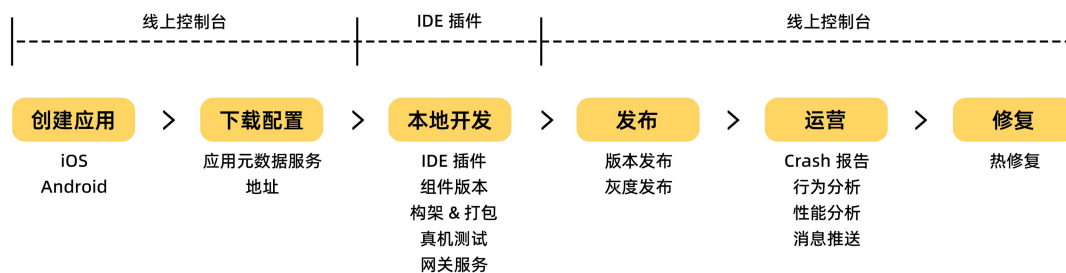 线上控制台
IDE 插件
线上控制台
创建应用 > 下载配置 > 本地开发 > 发布 > 运营 > 修复
iOS
Android
应用元数据服务
地址
IDE 插件
组件版本
构架 & 打包
真机测试
网关服务
版本发布
灰度发布
Crash 报告
行为分析
性能分析
消息推送
热修复